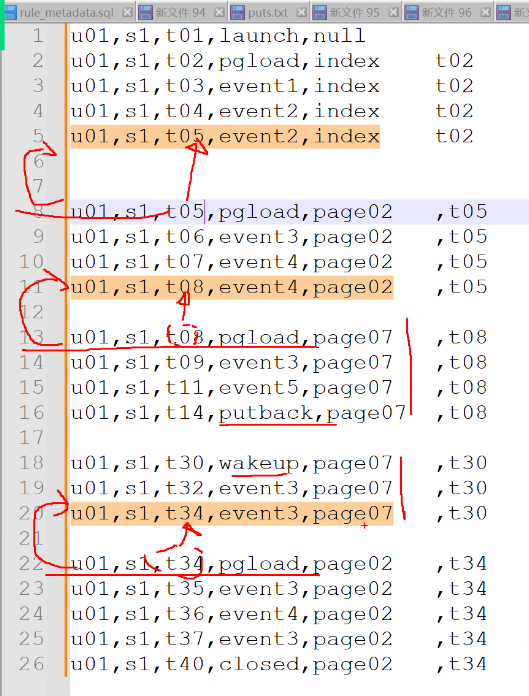 rule_metadata.sql 新文件 94 puts.txt 新文件 95 新文件 96 新
1 u01,s1,t01,launch,null
2 u01,s1,t02,pgload,index t02
3 u01,s1,t03,event1,index t02
4 u01,s1,t04,event2,index t02
5 u01,s1,t05,event2,index t02
6
7
8 u01,s1,t05,pgload,page02 ,t05
9 u01,s1,t06,event3,page02 ,t05
10 u01,s1,t07,event4,page02 ,t05
11 u01,s1,t08,event4,page02 ,t05
12
13 u01,s1,t08,pgload,page07 ,t08
14 u01,s1,t09,event3,page07 ,t08
15 u01,s1,t11,event5,page07 ,t08
16 u01,s1,t14,putback,page07 ,t08
17
18 u01,s1,t30,wakeup,page07 ,t30
19 u01,s1,t32,event3,page07 ,t30
20 u01,s1,t34,event3,page07 ,t30
21
22 u01,s1,t34,pgload,page02 ,t34
23 u01,s1,t35,event3,page02 ,t34
24 u01,s1,t36,event4,page02 ,t34
25 u01,s1,t37,event3,page02 ,t34
26 u01,s1,t40,closed,page02 ,t34